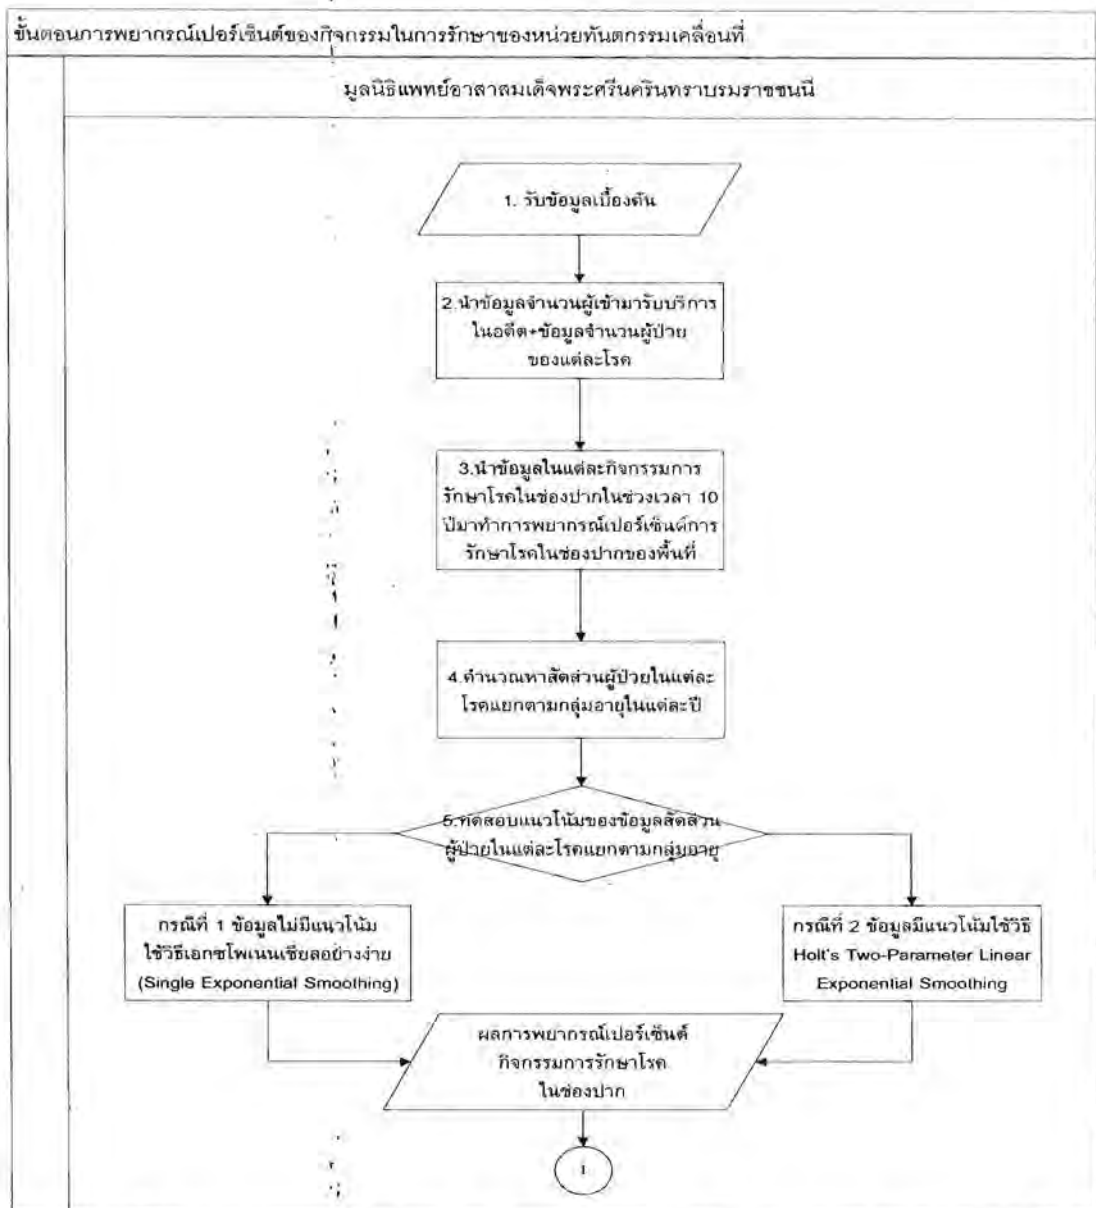 ขั้นตอนการพยากรณ์เปอร์เซ็นต์ของกิจกรรมในการรักษาของหน่วยทันตกรรมเคลื่อนที่
มูลนิธิแพทย์อาสาสมเด็จพระศรีนครินทราบรมราชชนนี
1. รับข้อมูลเบื้องต้น
2.นำข้อมูลจำนวนผู้เข้ามารับบริการ
ในอดีต+ข้อมูลจำนวนผู้ป่วย
ของแต่ละโรค
3.นำข้อมูลในแต่ละกิจกรรมการ
รักษาโรคในช่องปากในช่วงเวลา 10
ปีมาทำการพยากรณ์เปอร์เซ็นต์การ
รักษาโรคในช่องปากของพื้นที่
4.คำนวณหาสัดส่วนผู้ป่วยในแต่ละ
โรคแยกตามกลุ่มอายุในแต่ละปี
5.ทดสอบแนวโน้มของข้อมูลสัดส่วน
ผู้ป่วยในแต่ละโรคแยกตามกลุ่มอายุ
กรณีที่ 1 ข้อมูลไม่มีแนวโน้ม
ใช้วิธีเอกซโพเนนเชียลอย่างง่าย
(Single Exponential Smoothing)
กรณีที่ 2 ข้อมูลมีแนวโน้มใช้วิธี
Holt's Two-Parameter Linear
Exponential Smoothing
ผลการพยากรณ์เปอร์เซ็นต์
กิจกรรมการรักษาโรค
ในช่องปาก
1